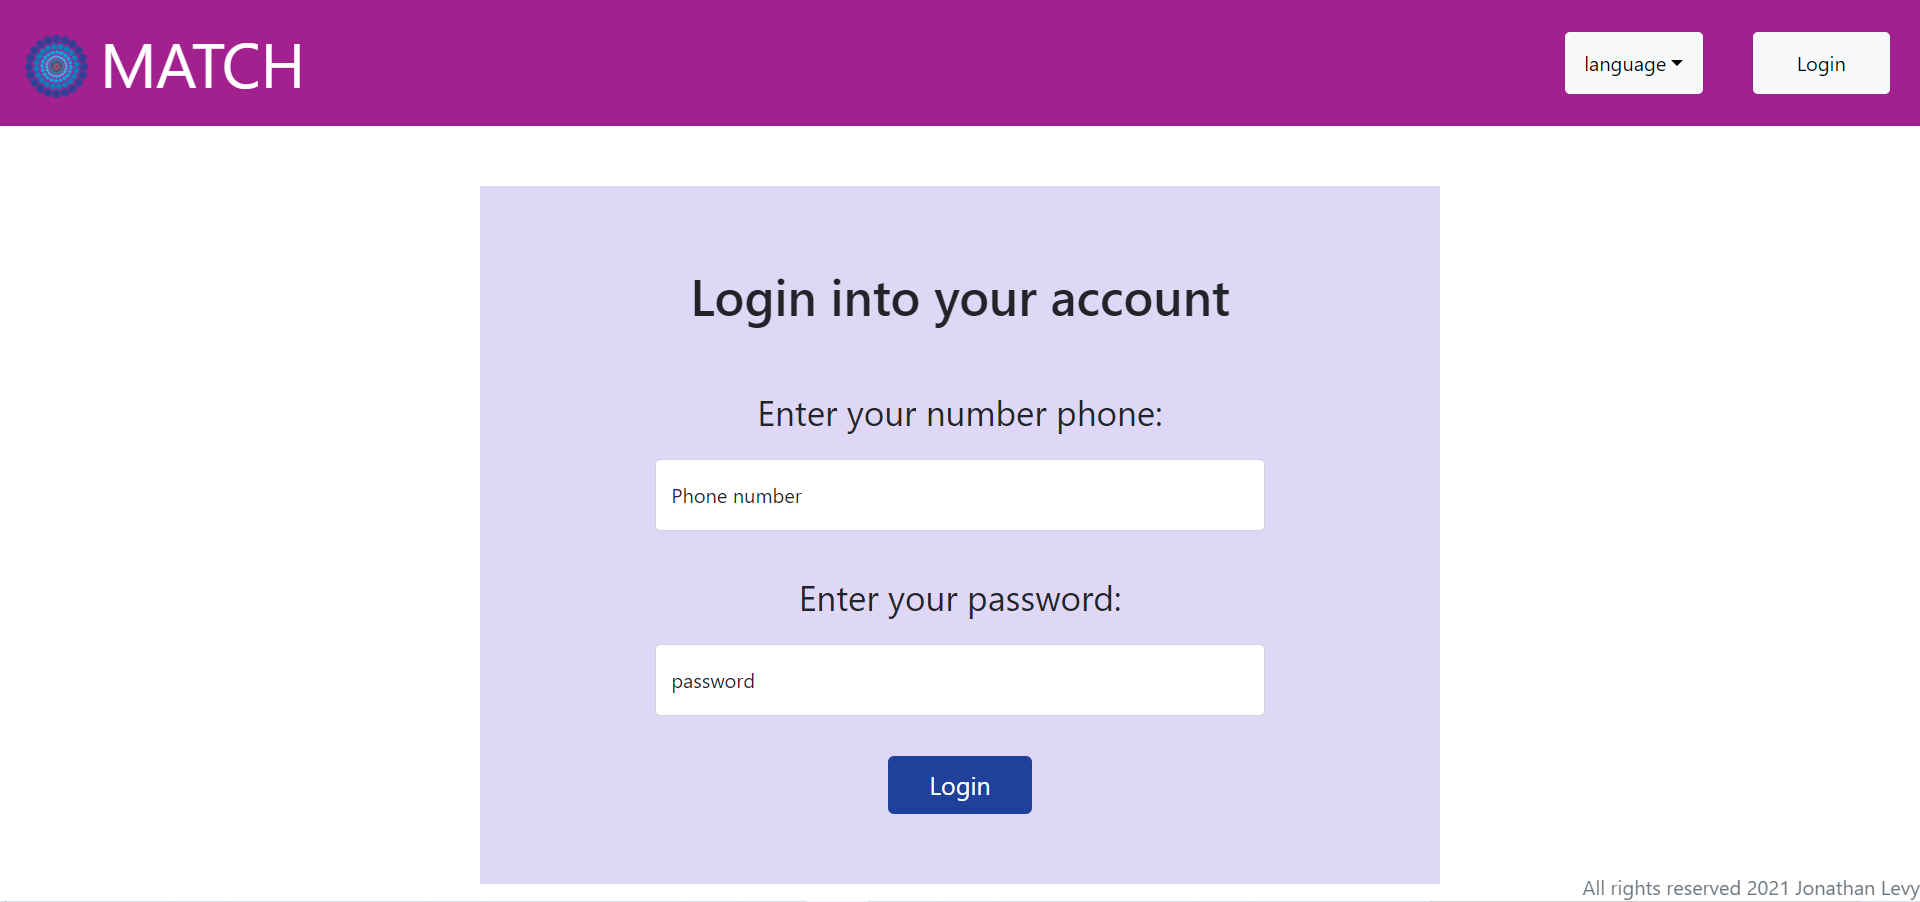 MATCH
language
Login
Login into your account
Enter your number phone:
Phone number
Enter your password:
password
Login
All rights reserved 2021 Jonathan Levy